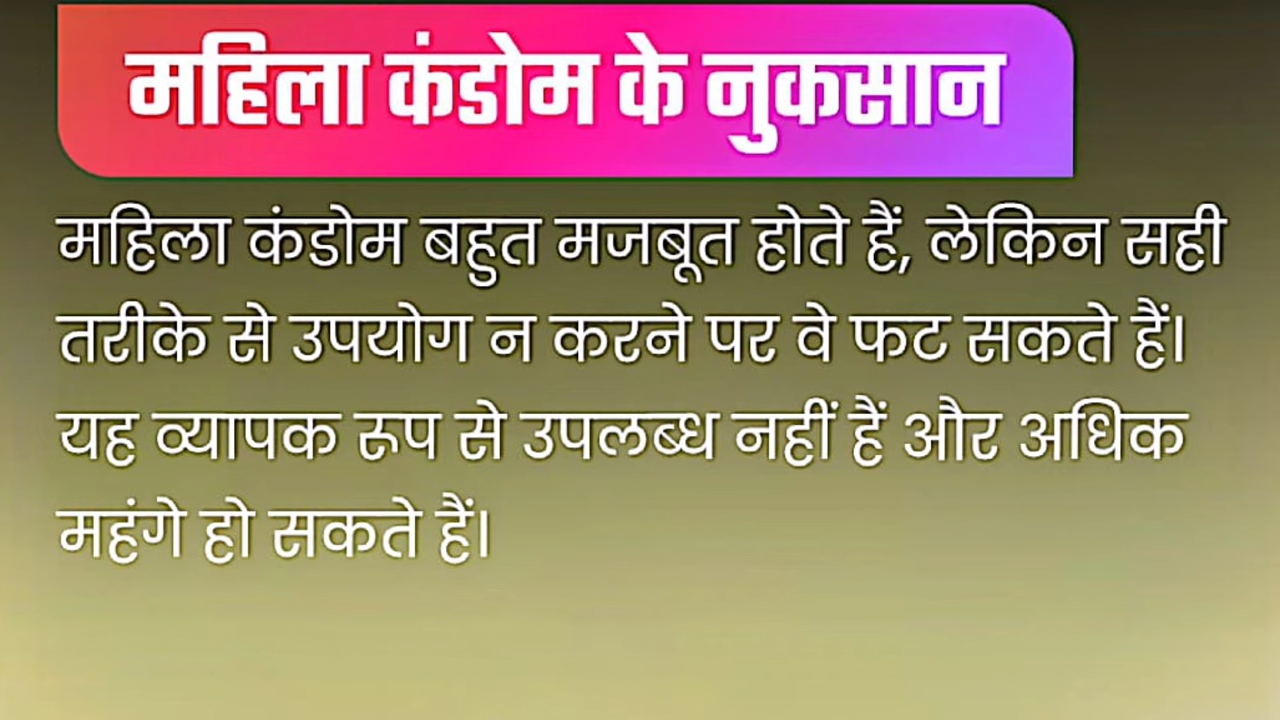 महिला कंडोम के नुकसान
महिला कंडोम बहुत मजबूत होते हैं, लेकिन सही
तरीके से उपयोग न करने पर वे फट सकते हैं।
यह व्यापक रूप से उपलब्ध नहीं हैं और अधिक
महंगे हो सकते हैं।